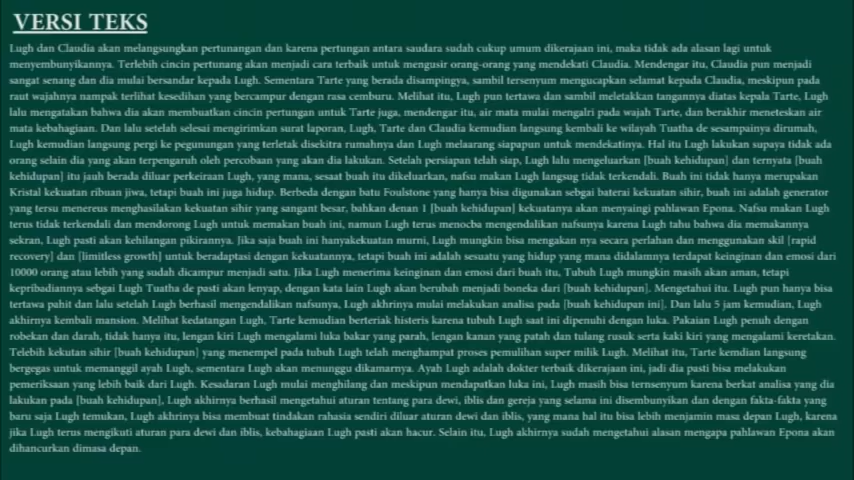 VERSI TEKS
Lugh dan Claudia akan melangsungkan pertunangan dan karena pertungan antara saudara sudah cukup umum dikerajaan ini, maka tidak ada alasan lagi untuk
menyembunyikannya. Terlebih cincin pertunang akan menjadi cara terbaik untuk mengusir orang-orang yang mendekati Claudia. Mendengar itu, Claudia pun menjadi
sangat senang dan dia mulai bersandar kepada Lugh. Sementara Tarte yang berada disampingya, sambil tersenyum mengucapkan selamat kepada Claudia, meskipun pada
raut wajahnya nampak terlihat kesedihan yang bercampur dengan rasa cemburu. Melihat itu, Lugh pun tertawa dan sambil meletakkan tangannya diatas kepala Tarte, Lugh
lalu mengatakan bahwa dia akan membuatkan cincin pertungan untuk Tarte juga, mendengar itu, air mata mulai mengalri pada wajah Tarte, dan berakhir meneteskan air
mata kebahagiaan. Dan lalu setelah selesai mengirimkan surat laporan, Lugh, Tarte dan Claudia kemudian langsung kembali ke wilayah Tuatha de sesampainya dirumah,
Lugh kemudian langsung pergi ke pegunungan yang terletak disekitra rumahnya dan Lugh melaarang siapapun untuk mendekatinya. Hal itu Lugh lakukan supaya tidak ada
orang selain dia yang akan terpengaruh oleh percobaan yang akan dia lakukan. Setelah persiapan telah siap, Lugh lalu mengeluarkan [buah kehidupan] dan ternyata [buah
kehidupan] itu jauh berada diluar perkeiraan Lugh, yang mana, sesaat buah itu dikeluarkan, nafsu makan Lugh langsug tidak terkendali. Buah ini tidak hanya merupakan
Kristal kekuatan ribuan jiwa, tetapi buah ini juga hidup. Berbeda dengan batu Foulstone yang hanya bisa digunakan sebgai baterai kekuatan sihir, buah ini adalah generator
yang tersu menereus menghasilakan kekuatan sihir yang sangant besar, bahkan denan 1 [buah kehidupan] kekuatanya akan menyaingi pahlawan Epona. Nafsu makan Lugh
terus tidak terkendali dan mendorong Lugh untuk memakan buah ini, namun Lugh terus menocba mengendalikan nafsunya karena Lugh tahu bahwa dia memakannya
sekran, Lugh pasti akan kehilangan pikirannya. Jika saja buah ini hanyakekuatan murni, Lugh mungkin bisa mengakan nya secara perlahan dan menggunakan skil [rapid
recovery] dan [limitless growth] untuk beradaptasi dengan kekuatannya, tetapi buah ini adalah sesuatu yang hidup yang mana didalamnya terdapat keinginan dan emosi dari
10000 orang atau lebih yang sudah dicampur menjadi satu. Jika Lugh menerima keinginan dan emosi dari buah itu, Tubuh Lugh mungkin masih akan aman, tetapi
kepribadiannya sebgai Lugh Tuatha de pasti akan lenyap, dengan kata lain Lugh akan berubah menjadi boneka dari [buah kehidupan]. Mengetahui itu. Lugh pun hanya bisa
tertawa pahit dan lalu setelah Lugh berhasil mengendalikan nafsunya, Lugh akhrinya mulai melakukan analisa pada [buah kehidupan ini]. Dan lalu 5 jam kemudian, Lugh
akhirnya kembali mansion. Melihat kedatangan Lugh, Tarte kemudian berteriak histeris karena tubuh Lugh saat ini dipenuhi dengan luka. Pakaian Lugh penuh dengan
robekan dan darah, tidak hanya itu, lengan kiri Lugh mengalami luka bakar yang parah, lengan kanan yang patah dan tulang rusuk serta kaki kiri yang mengalami keretakan.
Telebih kekutan sihir [buah kehidupan] yang menempel pada tubuh Lugh telah menghampat proses pemulihan super milik Lugh. Melihat itu, Tarte kemdian langsung
bergegas untuk memanggil ayah Lugh, sementara Lugh akan menunggu dikamarnya. Ayah Lugh adalah dokter terbaik dikerajaan ini, jadi dia pasti bisa melakukan
pemeriksaan yang lebih baik dari Lugh. Kesadaran Lugh mulai menghilang dan meskipun mendapatkan luka ini, Lugh masih bisa ternsenyum karena berkat analisa yang dia
lakukan pada [buah kehidupan], Lugh akhirnya berhasil mengetahui aturan tentang para dewi, iblis dan gereja yang selama ini disembunyikan dan dengan fakta-fakta yang
baru saja Lugh temukan, Lugh akhrinya bisa membuat tindakan rahasia sendiri diluar aturan dewi dan iblis, yang mana hal itu bisa lebih menjamin masa depan Lugh, karena
jika Lugh terus mengikuti aturan para dewi dan iblis, kebahagiaan Lugh pasti akan hacur. Selain itu, Lugh akhirnya sudah mengetahui alasan mengapa pahlawan Epona akan
dihancurkan dimasa depan.